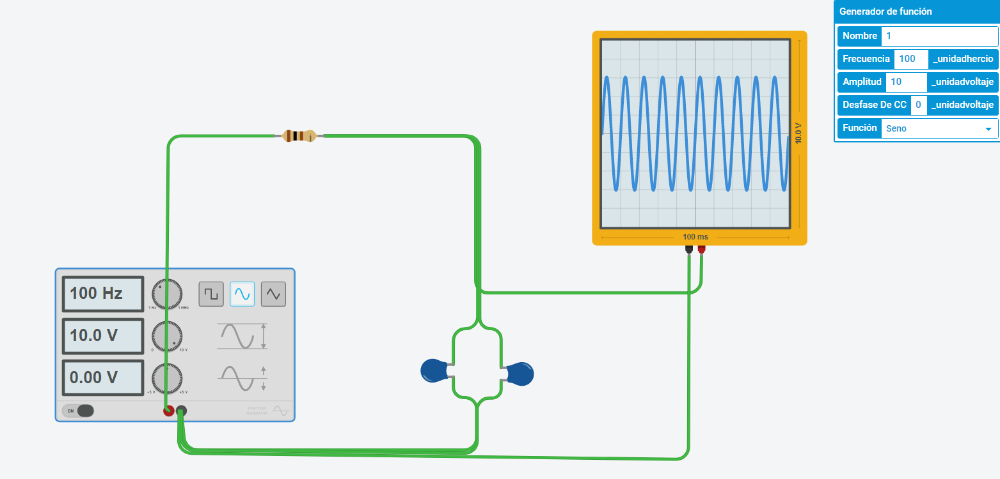 Generador de función
Nombre 1
Frecuencia 100 _unidadhercio
Amplitud 10 _unidadvoltaje
Desfase De CC 0 _unidadvoltaje
Función Seno
10.0 V
100 ms
100 Hz
1 Hz 1 MHz
10.0 V
0 10 V
0.00 V
-5 V +5 V
ON
FUNCTION
GENERATOR